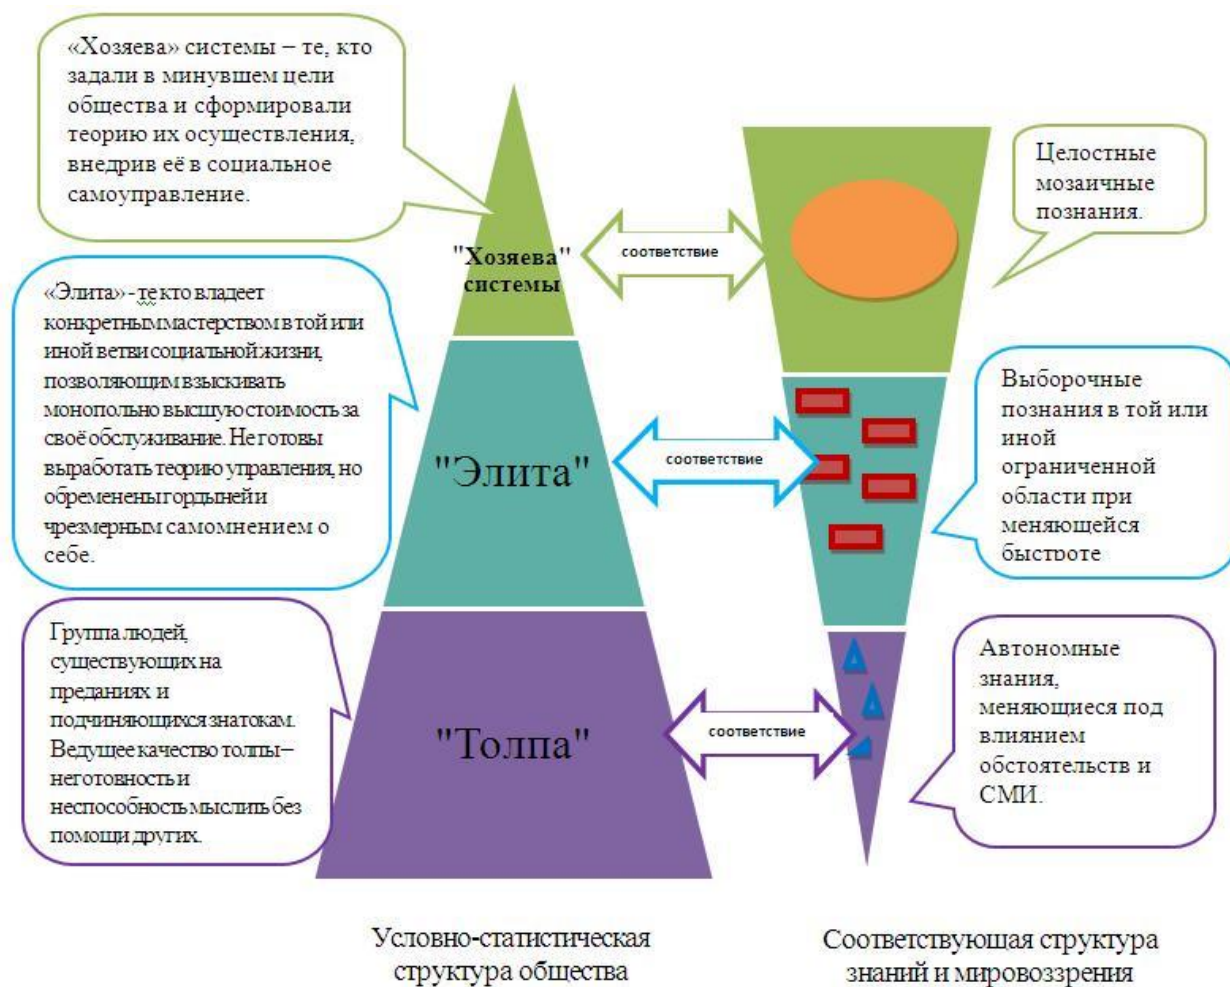 «Хозяева» системы – те, кто
задали в минувшем цели
общества и сформировали
теорию их осуществления,
внедрив её в социальное
самоуправление.
"Хозяева"
системы
соответствие
Целостные
мозаичные
познания.
«Элита» - те кто владеет
конкретным мастерством в той или
иной ветви социальной жизни,
позволяющим взыскивать
монопольно высшую стоимость за
своё обслуживание. Не готовы
выработать теорию управления, но
обременены гордыней и
чрезмерным самомнением о
себе.
"Элита"
соответствие
Выборочные
познания в той или
иной
ограниченной
области при
меняющейся
быстроте
Группа людей,
существующих на
преданиях и
подчиняющихся знатокам.
Ведущее качество толпы –
неготовность и
неспособность мыслить без
помощи других.
"Толпа"
соответствие
Автономные
знания,
меняющиеся под
влиянием
обстоятельств и
СМИ.
Условно-статистическая
структура общества
Соответствующая структура
знаний и мировоззрения